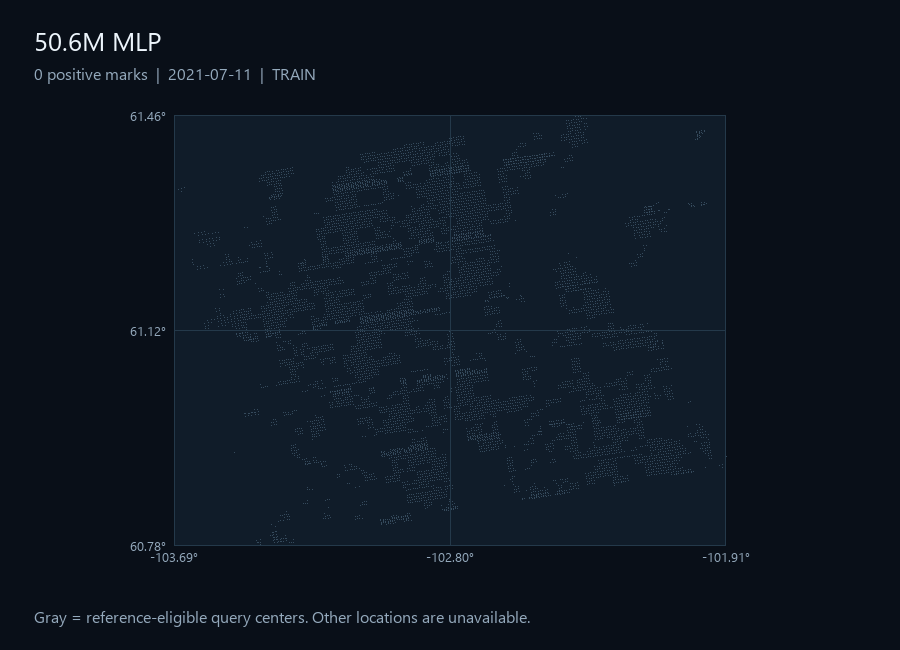 50.6M MLP
0 positive marks | 2021-07-11 | TRAIN
61.46°
61.12°
60.78°
-103.69°
-102.80°
-101.91°
Gray = reference-eligible query centers. Other locations are unavailable.